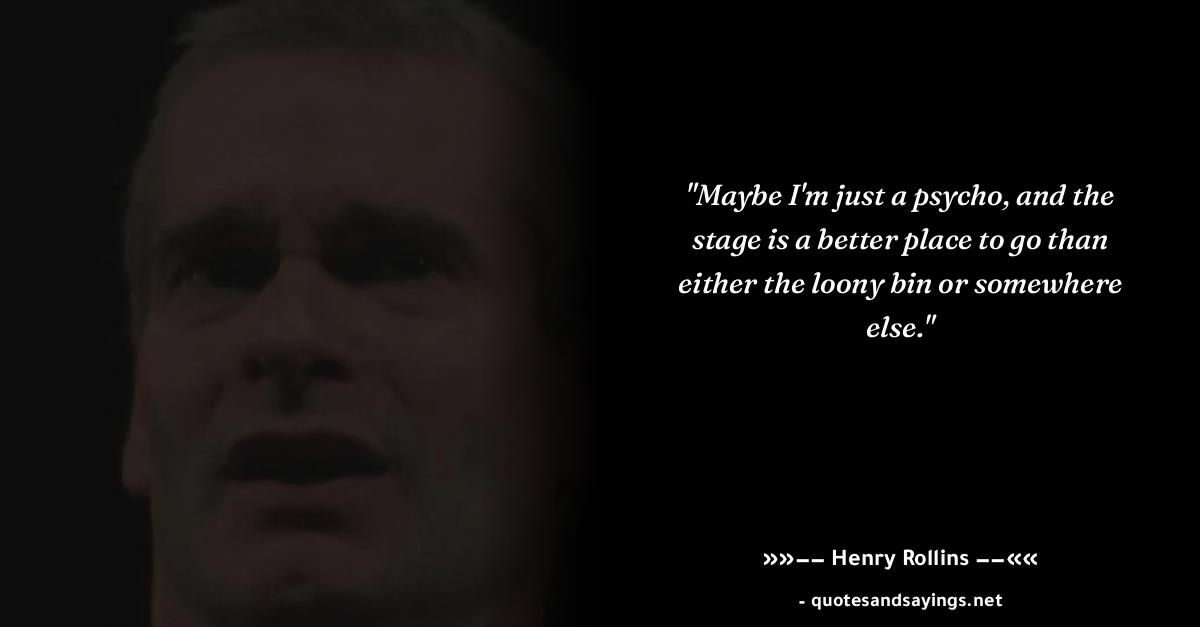 "Maybe I'm just a psycho, and the
stage is a better place to go than
either the loony bin or somewhere
else."
»»−− Henry Rollins −−««
- quotesandsayings.net